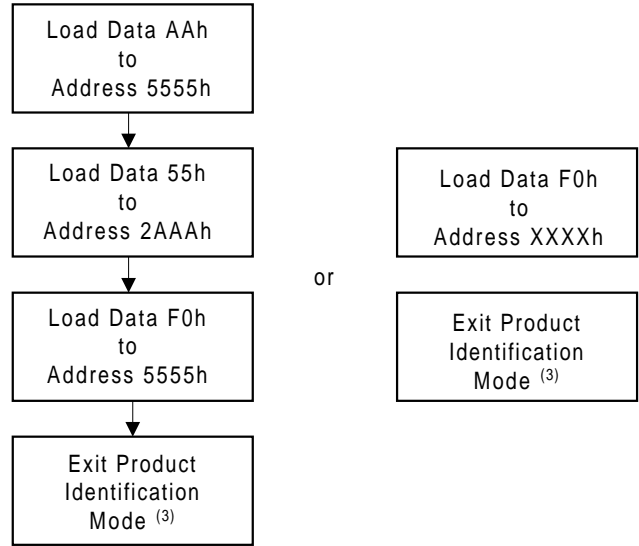 Load Data AAh
to
Address 5555h
Load Data 55h
to
Address 2AAAh
Load Data F0h
to
Address 5555h
Exit Product
Identification
Mode (3)
or
Load Data F0h
to
Address XXXXh
Exit Product
Identification
Mode (3)